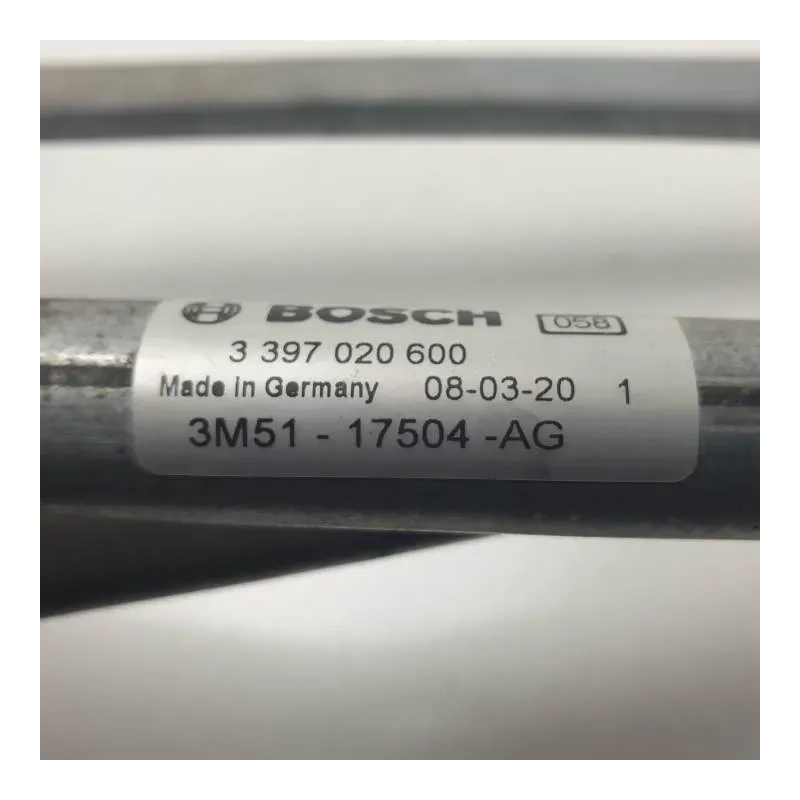 BOSCH 058
3 397 020 600
Made In Germany 08-03-20 1
3M51 - 17504 -AG